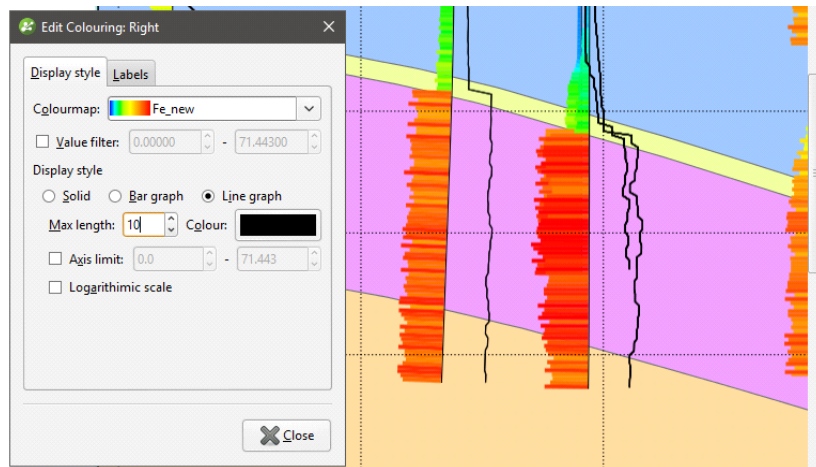 Edit Colouring: Right
Display style Labels
Colourmap: Fe_new
Value filter: 0.00000 - 71.44300
Display style
Solid Bar graph Line graph
Max length: 10 Colour:
Axis limit: 0.0 - 71.443
Logarithimic scale
Close